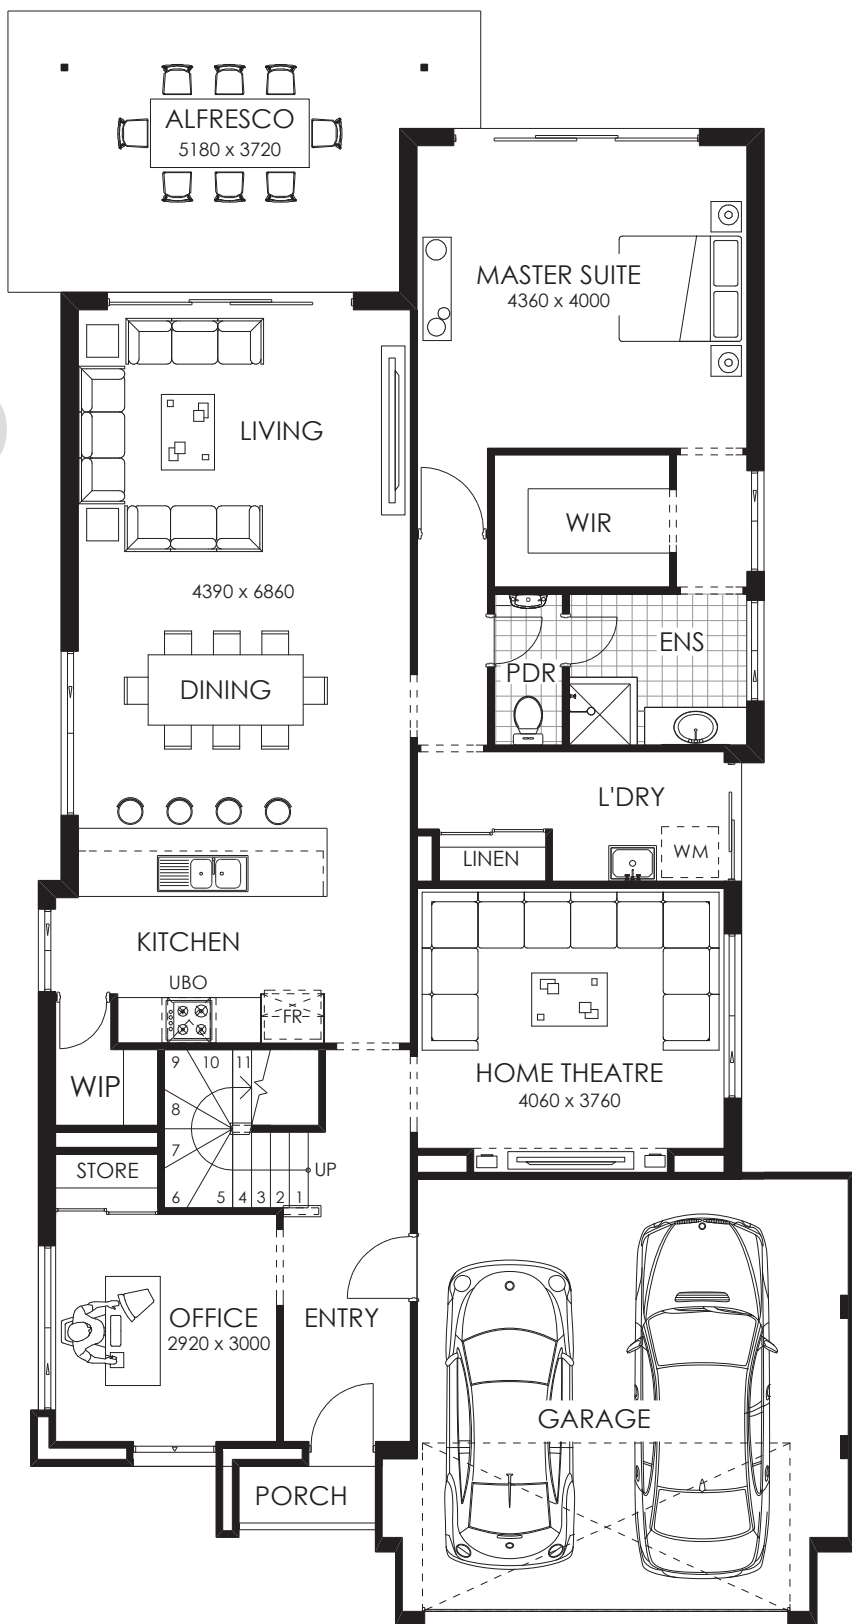 ALFRESCO
5180 x 3720
MASTER SUITE
4360 x 4000
LIVING
WIR
4390 x 6860
ENS
PDR
DINING
L'DRY
LINEN
WM
KITCHEN
UBO
FR
HOME THEATRE
4060 x 3760
9 10 11
WIP
8
7
STORE
UP
6 5 4 3 2 1
OFFICE
2920 x 3000
ENTRY
GARAGE
PORCH